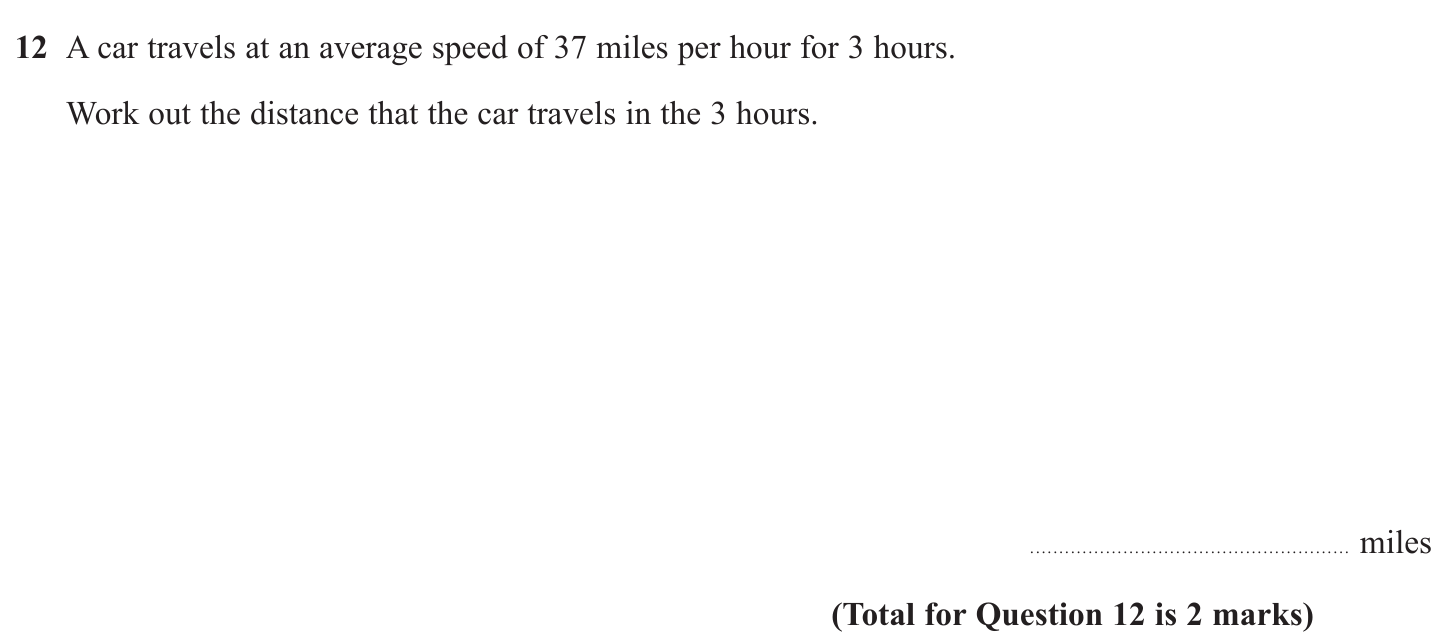 12 A car travels at an average speed of 37 miles per hour for 3 hours.
Work out the distance that the car travels in the 3 hours.
........................................................ miles
(Total for Question 12 is 2 marks)